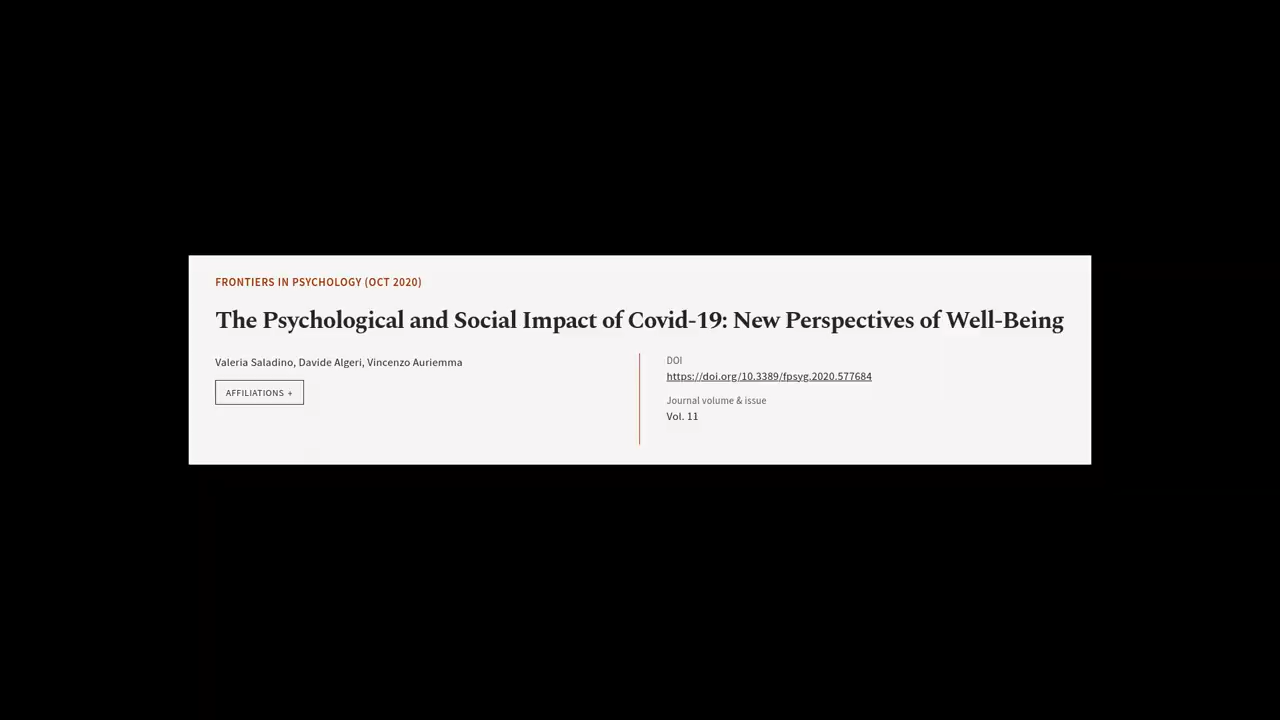 FRONTIERS IN PSYCHOLOGY (OCT 2020)
The Psychological and Social Impact of Covid-19: New Perspectives of Well-Being
Valeria Saladino, Davide Algeri, Vincenzo Auriemma
AFFILIATIONS +
DOI
https://doi.org/10.3389/fpsyg.2020.577684
Journal volume & issue
Vol. 11